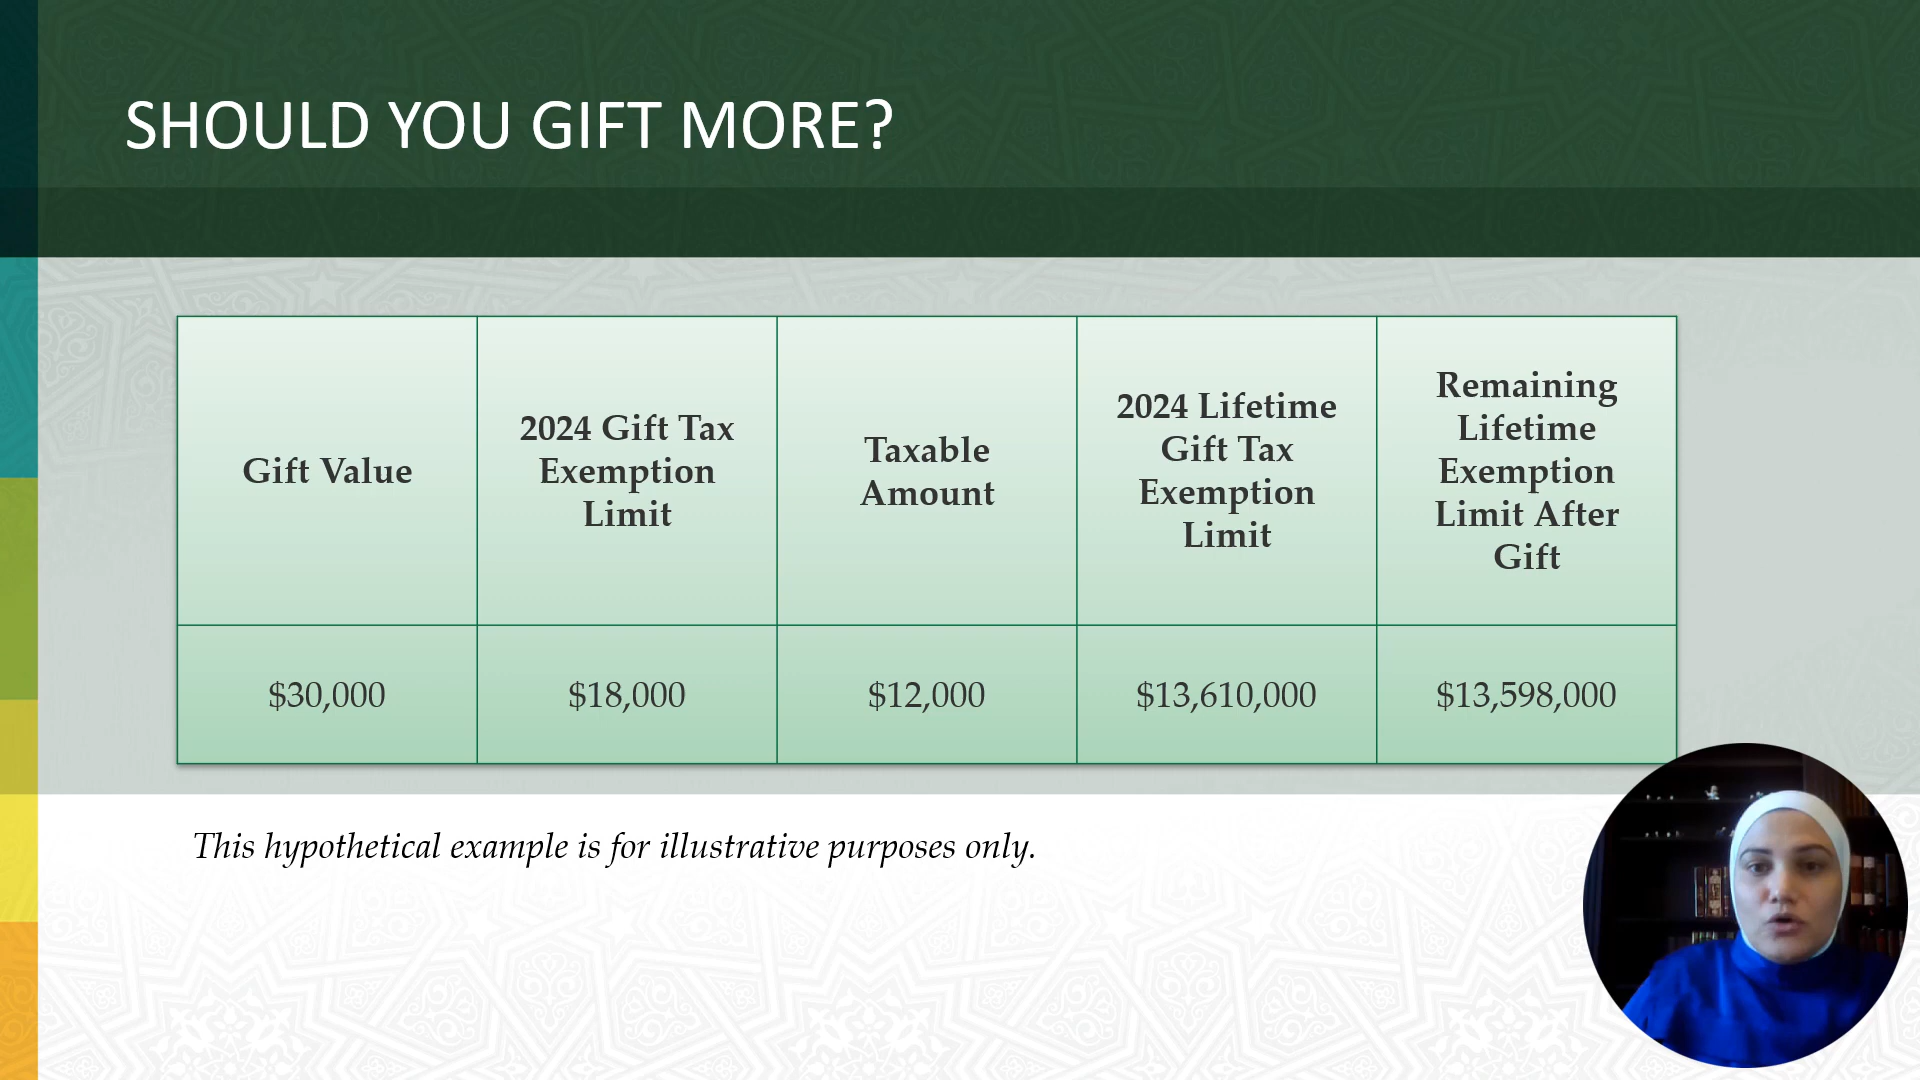 SHOULD YOU GIFT MORE?
Gift Value
2024 Gift Tax
Exemption
Limit
Taxable
Amount
2024 Lifetime
Gift Tax
Exemption
Limit
Remaining
Lifetime
Exemption
Limit After
Gift
$30,000
$18,000
$12,000
$13,610,000
$13,598,000
This hypothetical example is for illustrative purposes only.